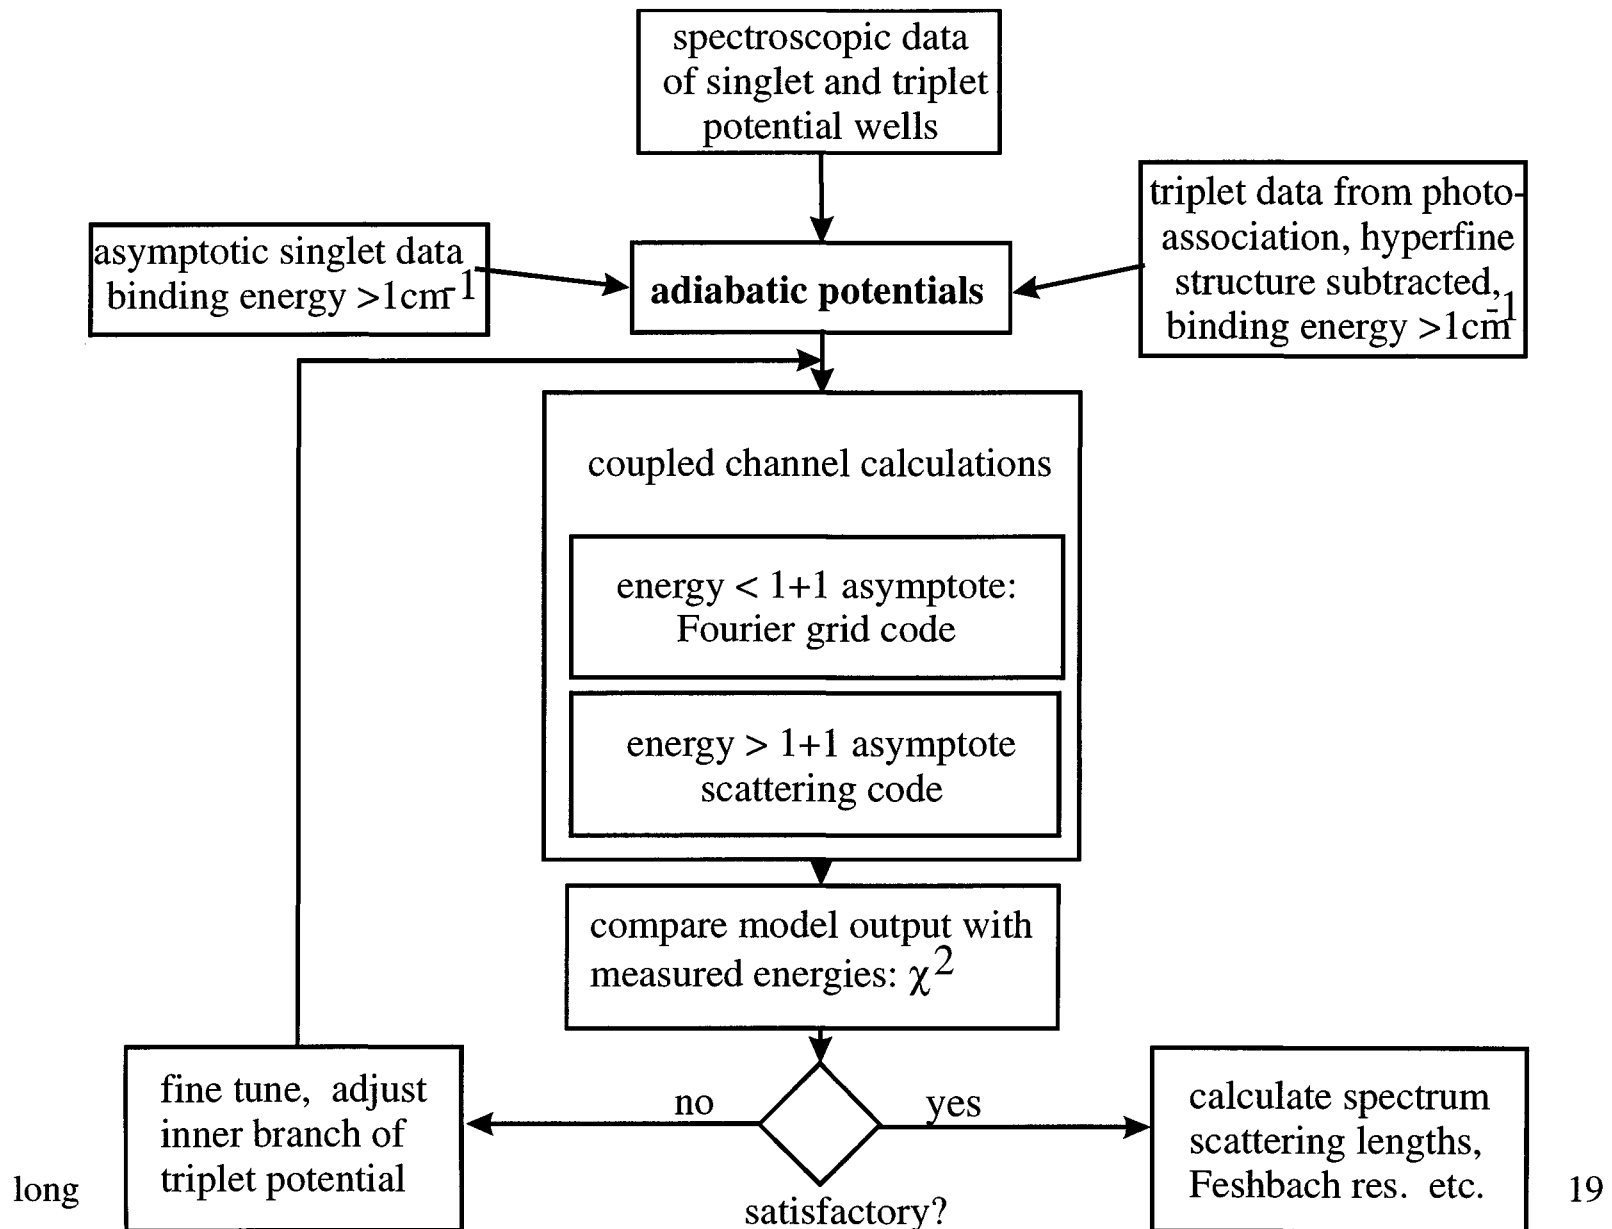 spectroscopic data
of singlet and triplet
potential wells
asymptotic singlet data
binding energy >1cm-1
adiabatic potentials
triplet data from photo-
association, hyperfine
structure subtracted,
binding energy >1cm-1
coupled channel calculations
energy < 1+1 asymptote:
Fourier grid code
energy > 1+1 asymptote
scattering code
compare model output with
measured energies: χ2
no
yes
satisfactory?
fine tune, adjust
inner branch of
triplet potential
calculate spectrum
scattering lengths,
Feshbach res. etc.
long
19